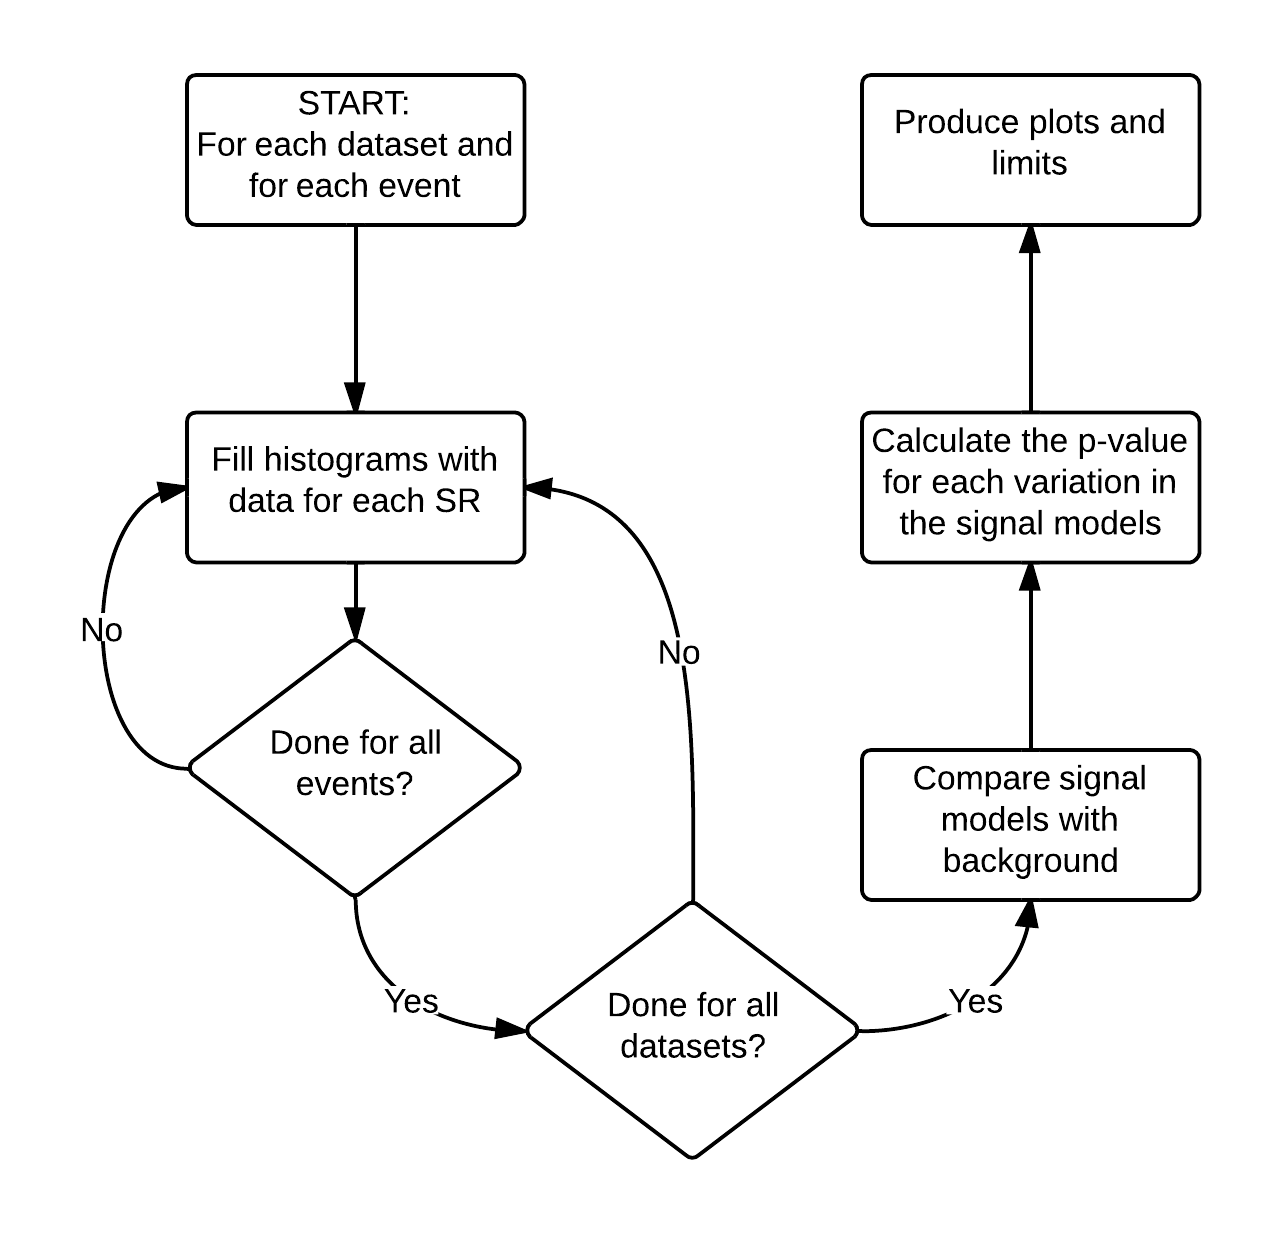 START:
For each dataset and
for each event
Fill histograms with
data for each SR
No
Done for all
events?
Yes
No
Done for all
datasets?
Yes
Compare signal
models with
background
Calculate the p-value
for each variation in
the signal models
Produce plots and
limits